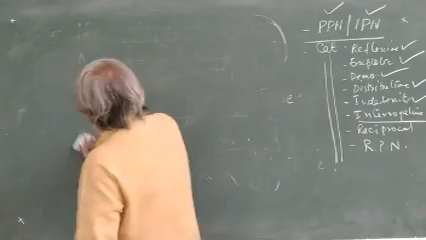 - PPN / IPN
- Cat. Reflexive
- Emphatic
- Demo
- Distributive
- Indefinite
- Interrogative
- Reciprocal
- R P N.